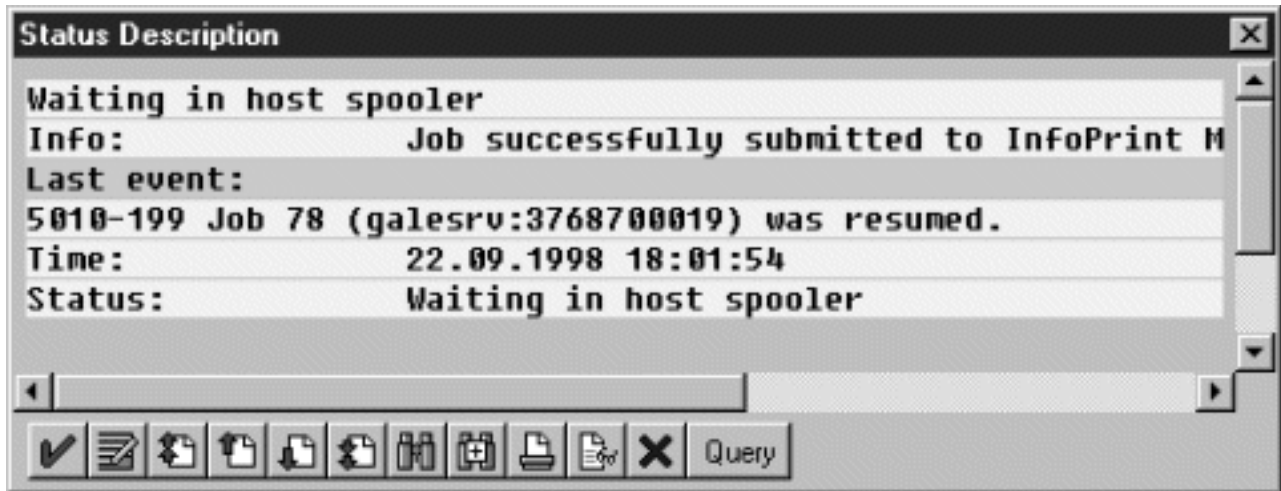 Status Description
Waiting in host spooler
Info: Job successfully submitted to InfoPrint M
Last event:
5010-199 Job 78 (galesrv:3768700019) was resumed.
Time: 22.09.1998 18:01:54
Status: Waiting in host spooler
Query